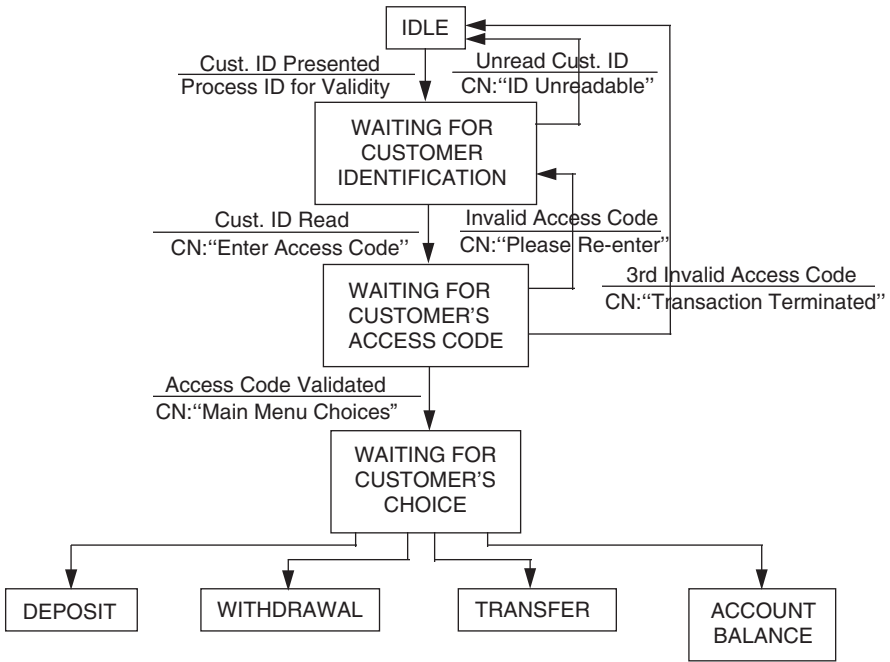 IDLE
Cust. ID Presented
Process ID for Validity
Unread Cust. ID
CN:‘‘ID Unreadable’’
WAITING FOR
CUSTOMER
IDENTIFICATION
Cust. ID Read
CN:‘‘Enter Access Code’’
Invalid Access Code
CN:‘‘Please Re-enter’’
3rd Invalid Access Code
CN:‘‘Transaction Terminated’’
WAITING FOR
CUSTOMER’S
ACCESS CODE
Access Code Validated
CN:‘‘Main Menu Choices”
WAITING FOR
CUSTOMER’S
CHOICE
DEPOSIT
WITHDRAWAL
TRANSFER
ACCOUNT
BALANCE